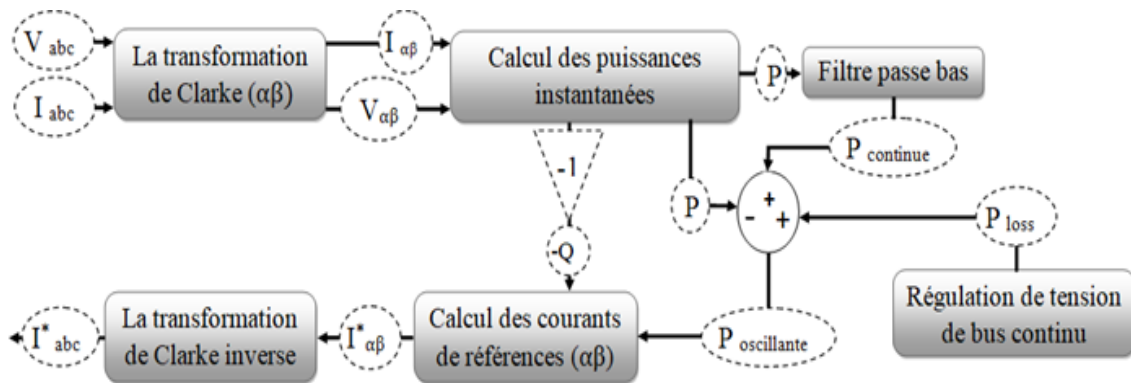 V abc
I abc
La transformation
de Clarke (αβ)
I αβ
V αβ
Calcul des puissances
instantanées
P
Filtre passe bas
P continue
-1
P
- + +
P loss
-Q
Régulation de tension
de bus continu
P oscillante
Calcul des courants
de références (αβ)
I* αβ
La transformation
de Clarke inverse
I* abc